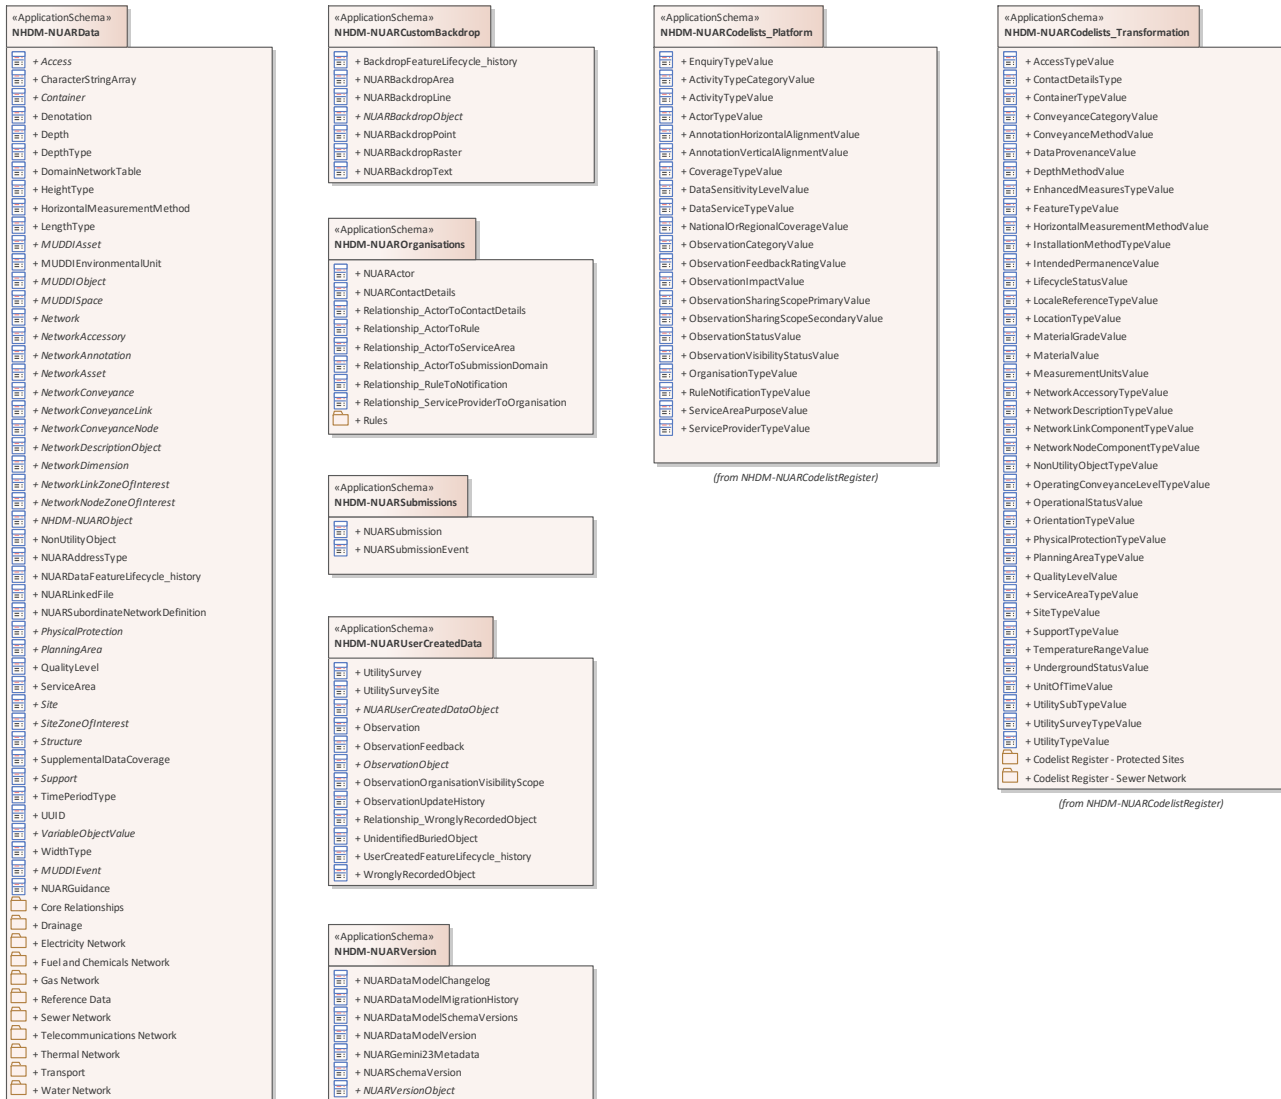 «ApplicationSchema»
NHDM-NUARData
+ Access
+ CharacterStringArray
+ Container
+ Denotation
+ Depth
+ DepthType
+ DomainNetworkTable
+ HeightType
+ HorizontalMeasurementMethod
+ LengthType
+ MUDDIAsset
+ MUDDIEnvironmentalUnit
+ MUDDIObject
+ MUDDISpace
+ Network
+ NetworkAccessory
+ NetworkAnnotation
+ NetworkAsset
+ NetworkConveyance
+ NetworkConveyanceLink
+ NetworkConveyanceNode
+ NetworkDescriptionObject
+ NetworkDimension
+ NetworkLinkZoneOfInterest
+ NetworkNodeZoneOfInterest
+ NHDM-NUARObject
+ NonUtilityObject
+ NUARAddressType
+ NUARDataFeatureLifecycle_history
+ NUARLinkedFile
+ NUARSubordinateNetworkDefinition
+ PhysicalProtection
+ PlanningArea
+ QualityLevel
+ ServiceArea
+ Site
+ SiteZoneOfInterest
+ Structure
+ SupplementalDataCoverage
+ Support
+ TimePeriodType
+ UUID
+ VariableObjectValue
+ WidthType
+ MUDDIEvent
+ NUARGuidance
+ Core Relationships
+ Drainage
+ Electricity Network
+ Fuel and Chemicals Network
+ Gas Network
+ Reference Data
+ Sewer Network
+ Telecommunications Network
+ Thermal Network
+ Transport
+ Water Network
«ApplicationSchema»
NHDM-NUARCustomBackdrop
+ BackdropFeatureLifecycle_history
+ NUARBackdropArea
+ NUARBackdropLine
+ NUARBackdropObject
+ NUARBackdropPoint
+ NUARBackdropRaster
+ NUARBackdropText
«ApplicationSchema»
NHDM-NUAROrganisations
+ NUARActor
+ NUARContactDetails
+ Relationship_ActorToContactDetails
+ Relationship_ActorToRule
+ Relationship_ActorToServiceArea
+ Relationship_ActorToSubmissionDomain
+ Relationship_RuleToNotification
+ Relationship_ServiceProviderToOrganisation
+ Rules
«ApplicationSchema»
NHDM-NUARSubmissions
+ NUARSubmission
+ NUARSubmissionEvent
«ApplicationSchema»
NHDM-NUARUserCreatedData
+ UtilitySurvey
+ UtilitySurveySite
+ NUARUserCreatedDataObject
+ Observation
+ ObservationFeedback
+ ObservationObject
+ ObservationOrganisationVisibilityScope
+ ObservationUpdateHistory
+ Relationship_WronglyRecordedObject
+ UnidentifiedBuriedObject
+ UserCreatedFeatureLifecycle_history
+ WronglyRecordedObject
«ApplicationSchema»
NHDM-NUARVersion
+ NUARDataModelChangelog
+ NUARDataModelMigrationHistory
+ NUARDataModelSchemaVersions
+ NUARDataModelVersion
+ NUARGemini23Metadata
+ NUARSchemaVersion
+ NUARVersionObject
«ApplicationSchema»
NHDM-NUARCodelists_Platform
+ EnquiryTypeValue
+ ActivityTypeCategoryValue
+ ActivityTypeValue
+ ActorTypeValue
+ AnnotationHorizontalAlignmentValue
+ AnnotationVerticalAlignmentValue
+ CoverageTypeValue
+ DataSensitivityLevelValue
+ DataServiceTypeValue
+ NationalOrRegionalCoverageValue
+ ObservationCategoryValue
+ ObservationFeedbackRatingValue
+ ObservationImpactValue
+ ObservationSharingScopePrimaryValue
+ ObservationSharingScopeSecondaryValue
+ ObservationStatusValue
+ ObservationVisibilityStatusValue
+ OrganisationTypeValue
+ RuleNotificationTypeValue
+ ServiceAreaPurposeValue
+ ServiceProviderTypeValue
(from NHDM-NUARCodelistRegister)
«ApplicationSchema»
NHDM-NUARCodelists_Transformation
+ AccessTypeValue
+ ContactDetailsType
+ ContainerTypeValue
+ ConveyanceCategoryValue
+ ConveyanceMethodValue
+ DataProvenanceValue
+ DepthMethodValue
+ EnhancedMeasuresTypeValue
+ FeatureTypeValue
+ HorizontalMeasurementMethodValue
+ InstallationMethodTypeValue
+ IntendedPermanenceValue
+ LifecycleStatusValue
+ LocaleReferenceTypeValue
+ LocationTypeValue
+ MaterialGradeValue
+ MaterialValue
+ MeasurementUnitsValue
+ NetworkAccessoryTypeValue
+ NetworkDescriptionTypeValue
+ NetworkLinkComponentTypeValue
+ NetworkNodeComponentTypeValue
+ NonUtilityObjectTypeValue
+ OperatingConveyanceLevelTypeValue
+ OperationalStatusValue
+ OrientationTypeValue
+ PhysicalProtectionTypeValue
+ PlanningAreaTypeValue
+ QualityLevelValue
+ ServiceAreaTypeValue
+ SiteTypeValue
+ SupportTypeValue
+ TemperatureRangeValue
+ UndergroundStatusValue
+ UnitOfTimeValue
+ UtilitySubTypeValue
+ UtilitySurveyTypeValue
+ UtilityTypeValue
+ Codelist Register - Protected Sites
+ Codelist Register - Sewer Network
(from NHDM-NUARCodelistRegister)